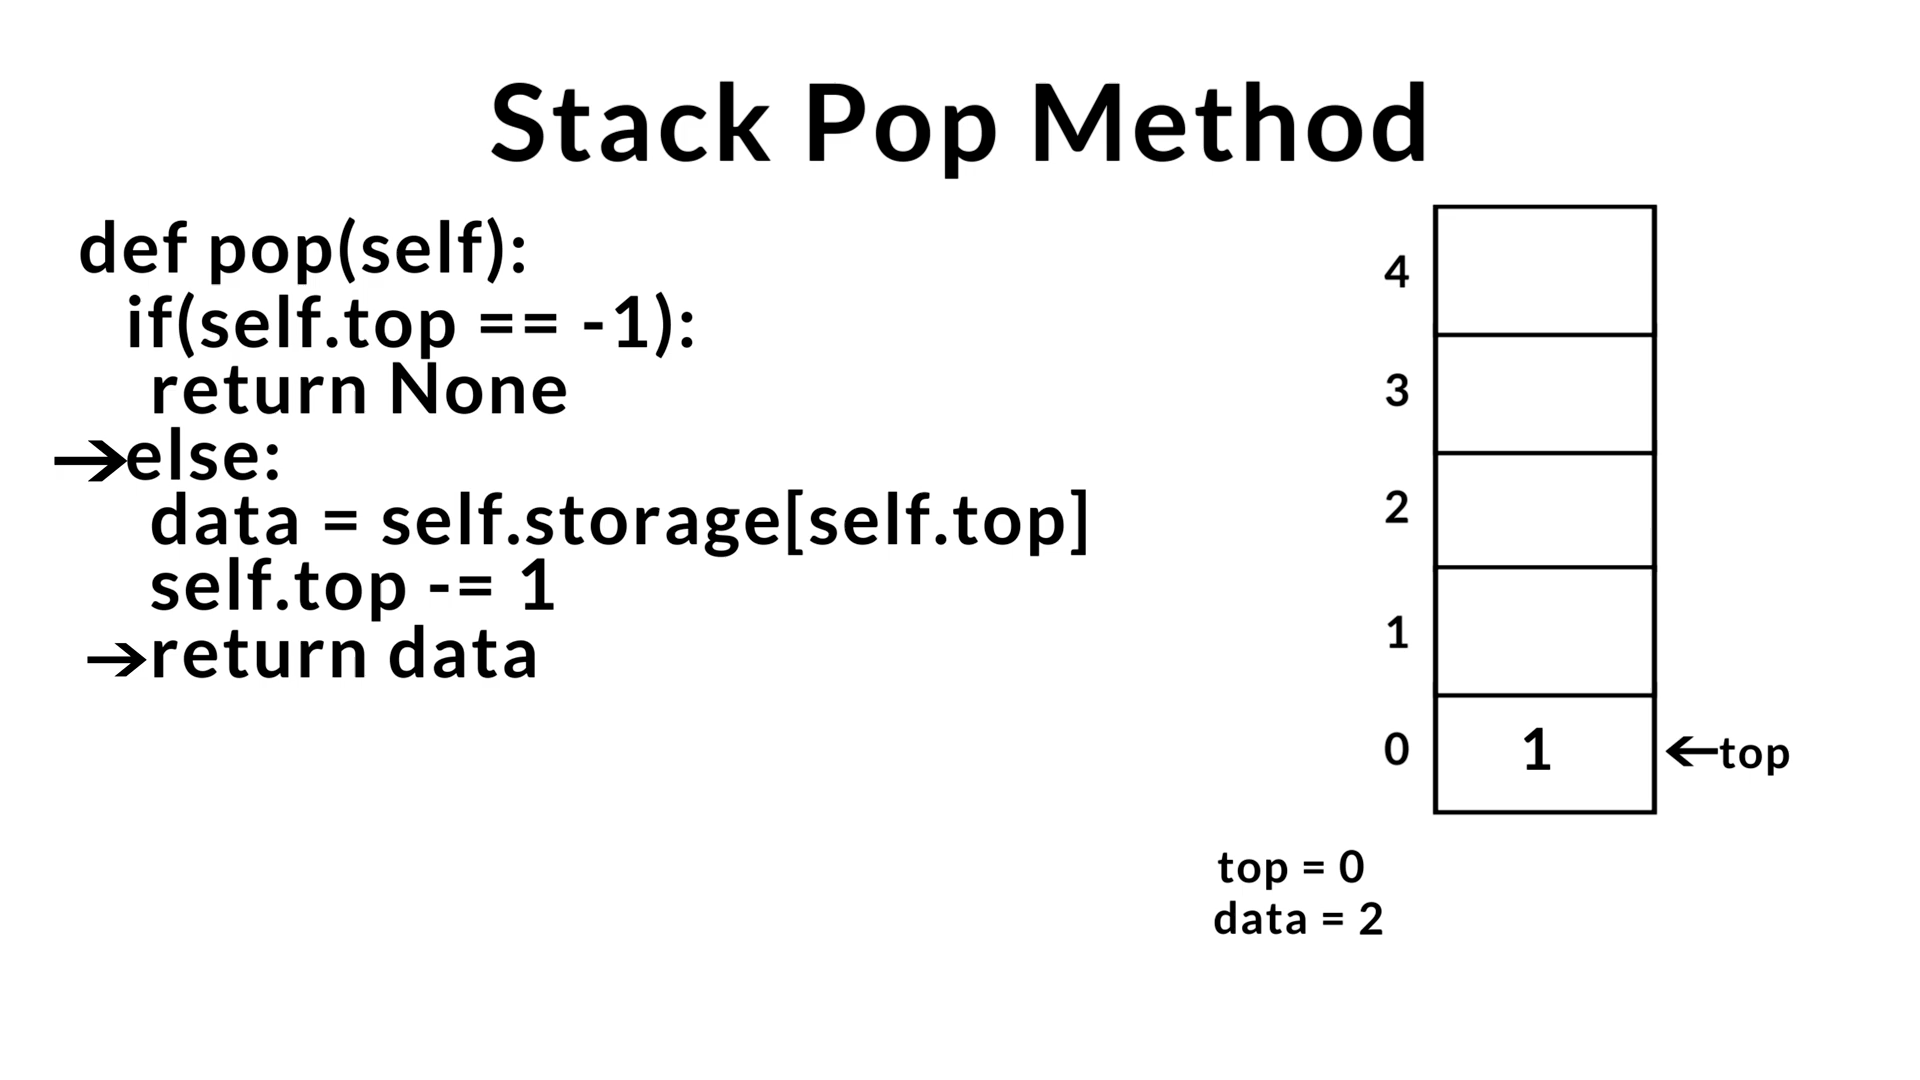 Stack Pop Method
def pop(self):
if(self.top == -1):
return None
else:
data = self.storage[self.top]
self.top -= 1
return data
4
3
2
1
0 1 top
top = 0
data = 2